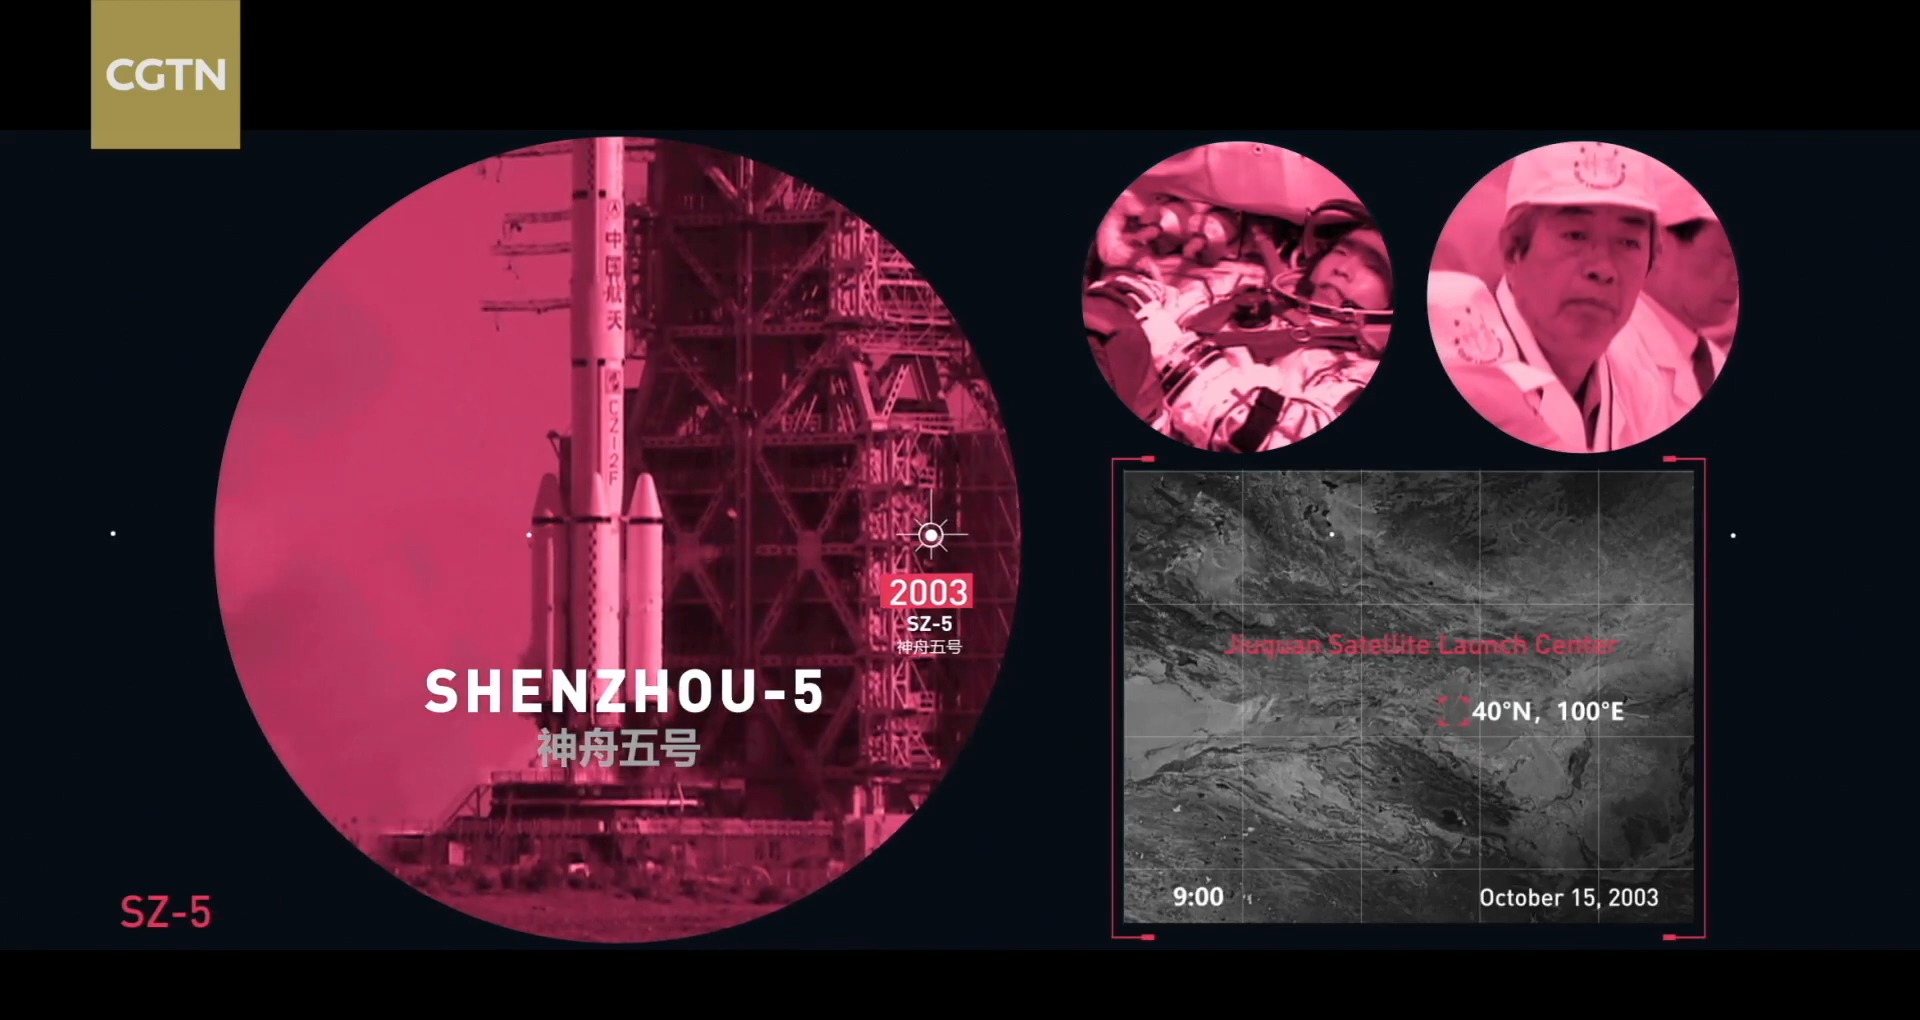 CGTN
中国航天
CZ-2F
2003
SZ-5
神舟五号
SHENZHOU-5
神舟五号
SZ-5
Jiuquan Satellite Launch Center
40°N, 100°E
9:00
October 15, 2003